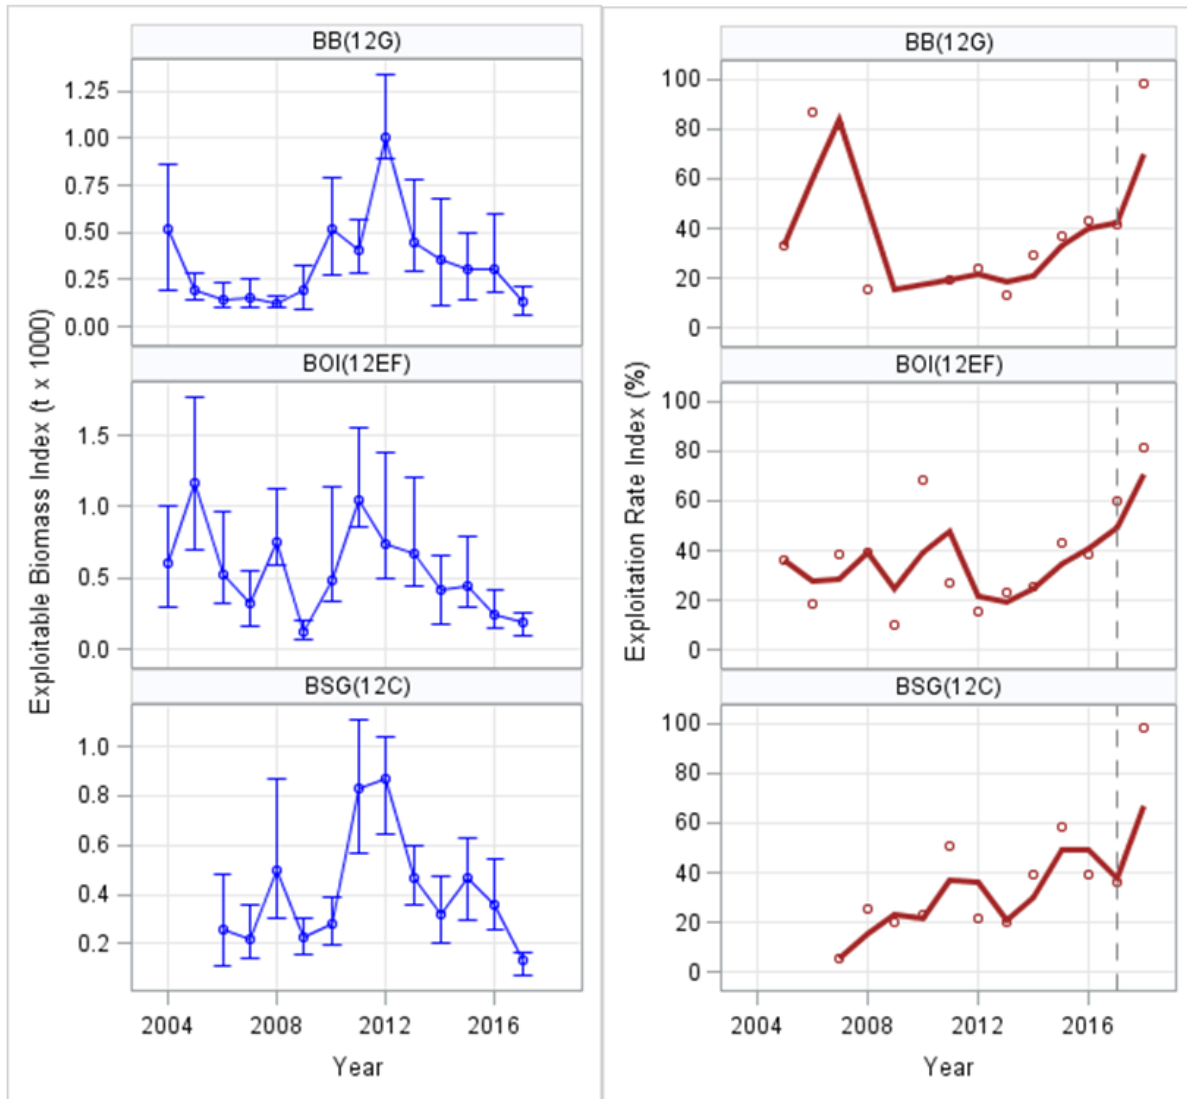 BB(12G)
1.25
1.00
0.75
0.50
0.25
0.00
BOI(12EF)
1.5
1.0
0.5
0.0
BSG(12C)
1.0
0.8
0.6
0.4
0.2
2004 2008 2012 2016
Year
Exploitable Biomass Index (t x 1000)
BB(12G)
100
80
60
40
20
0
BOI(12EF)
100
80
60
40
20
0
BSG(12C)
100
80
60
40
20
0
2004 2008 2012 2016
Year
Exploitation Rate Index (%)